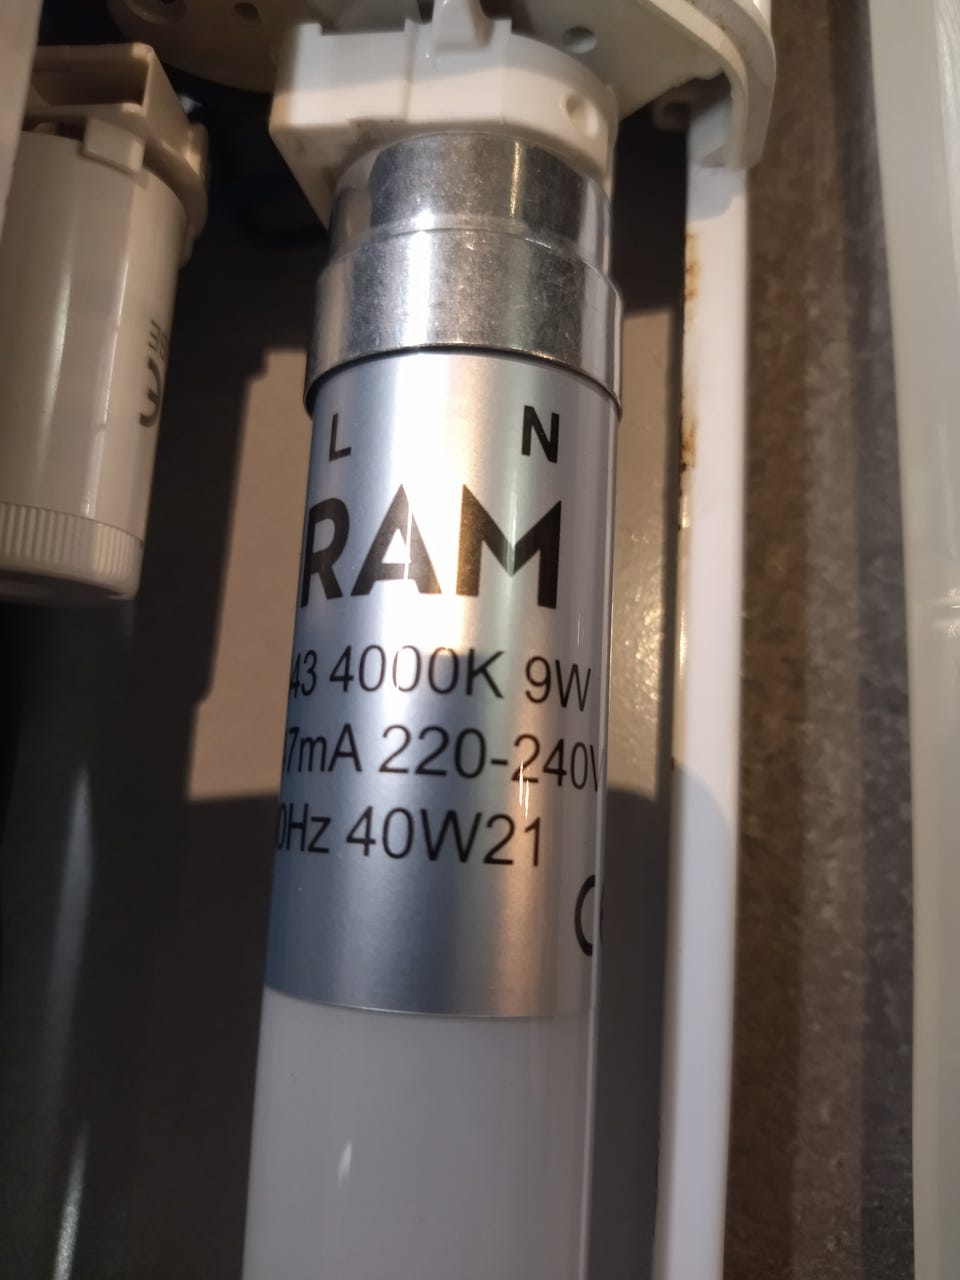 L N
RAM
43 4000K 9W
7mA 220-240V
0Hz 40W21